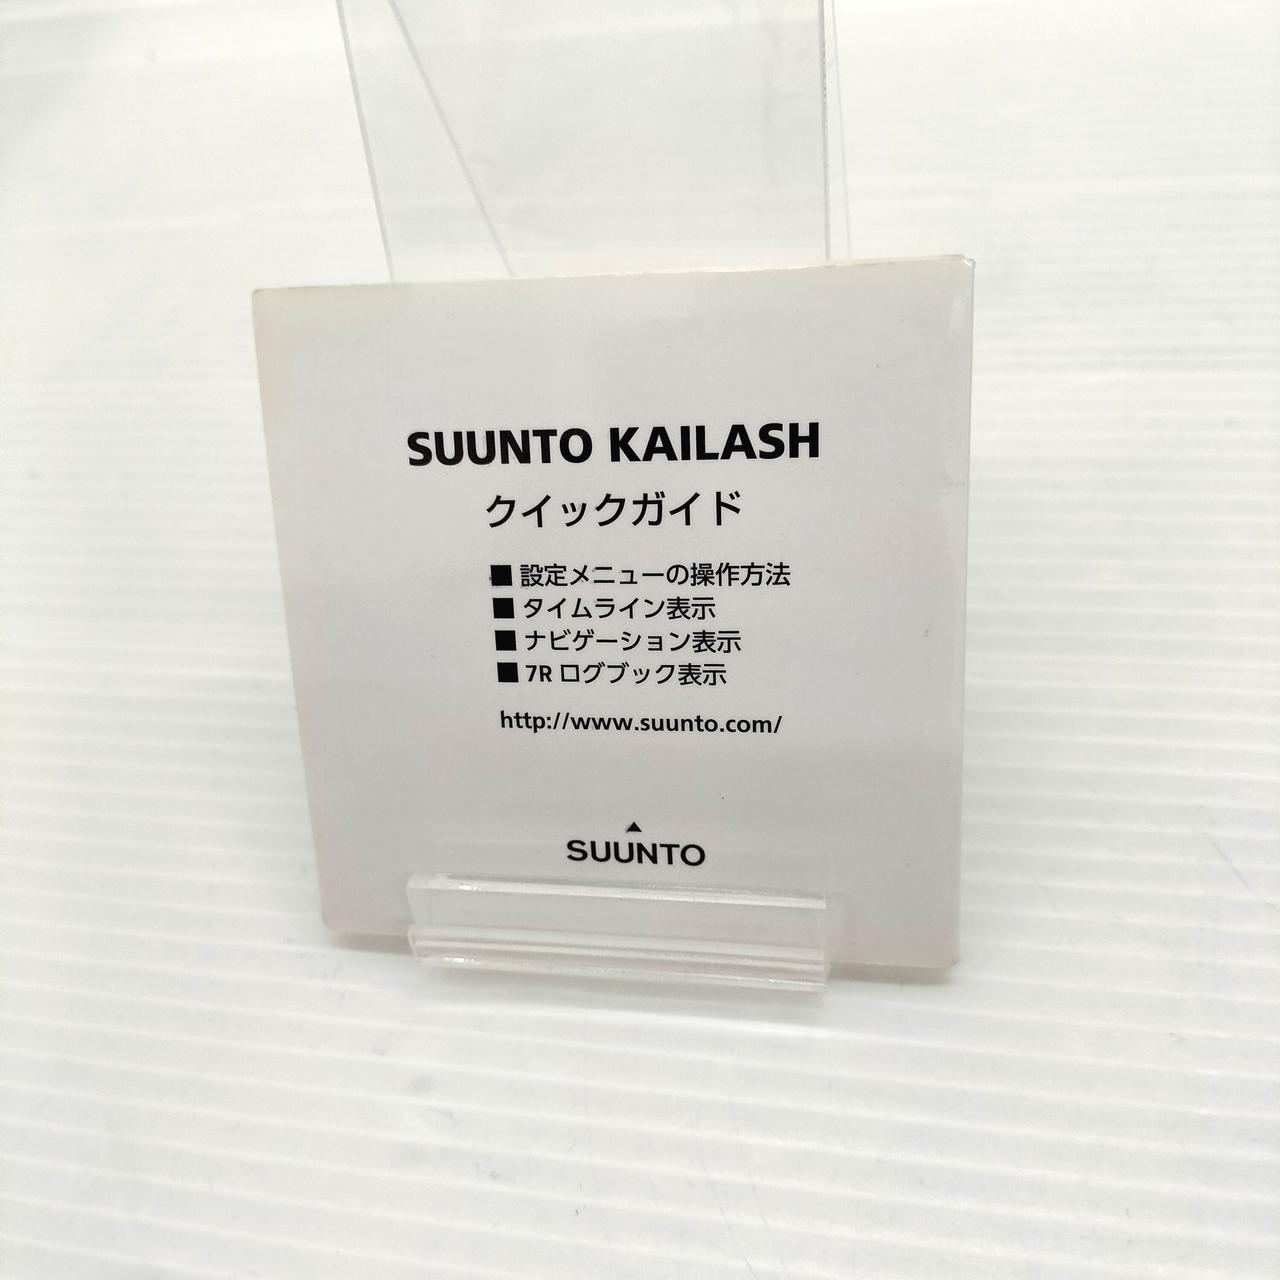 SUUNTO KAILASH
クイックガイド
■ 設定メニューの操作方法
■ タイムライン表示
■ ナビゲーション表示
■ 7R ログブック表示
http://www.suunto.com/
SUUNTO